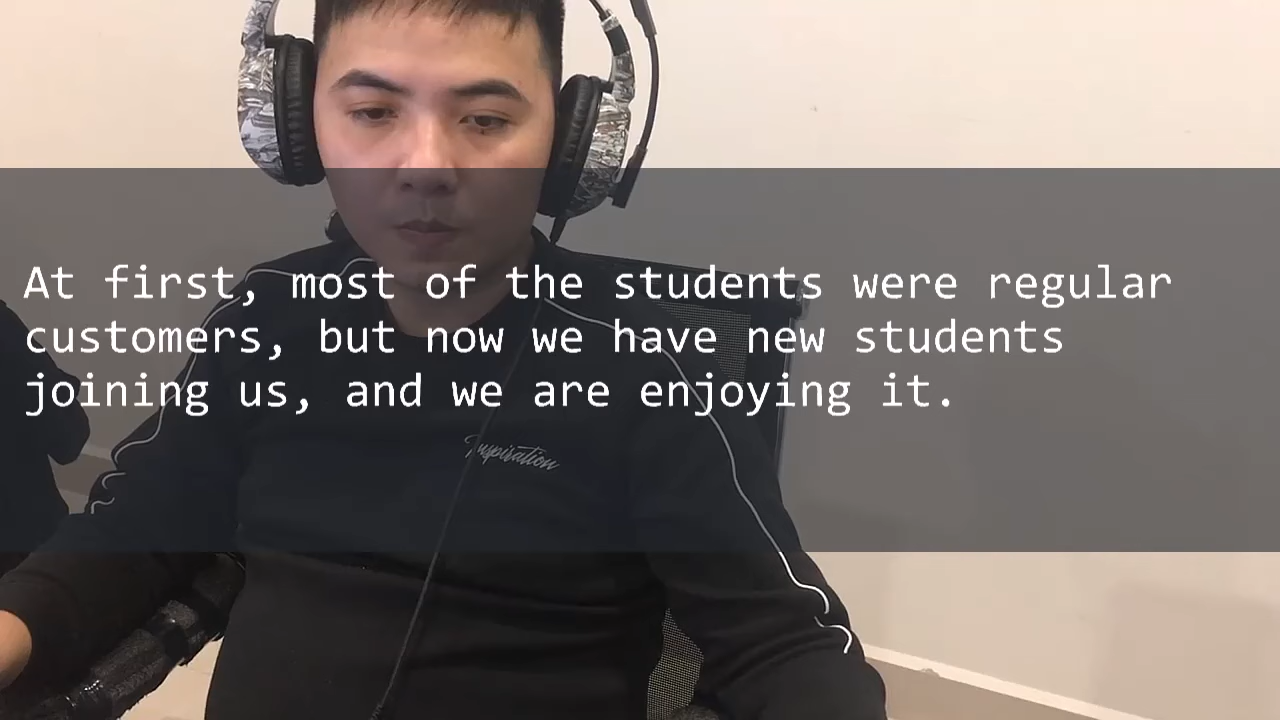 At first, most of the students were regular
customers, but now we have new students
joining us, and we are enjoying it.
Inspiration